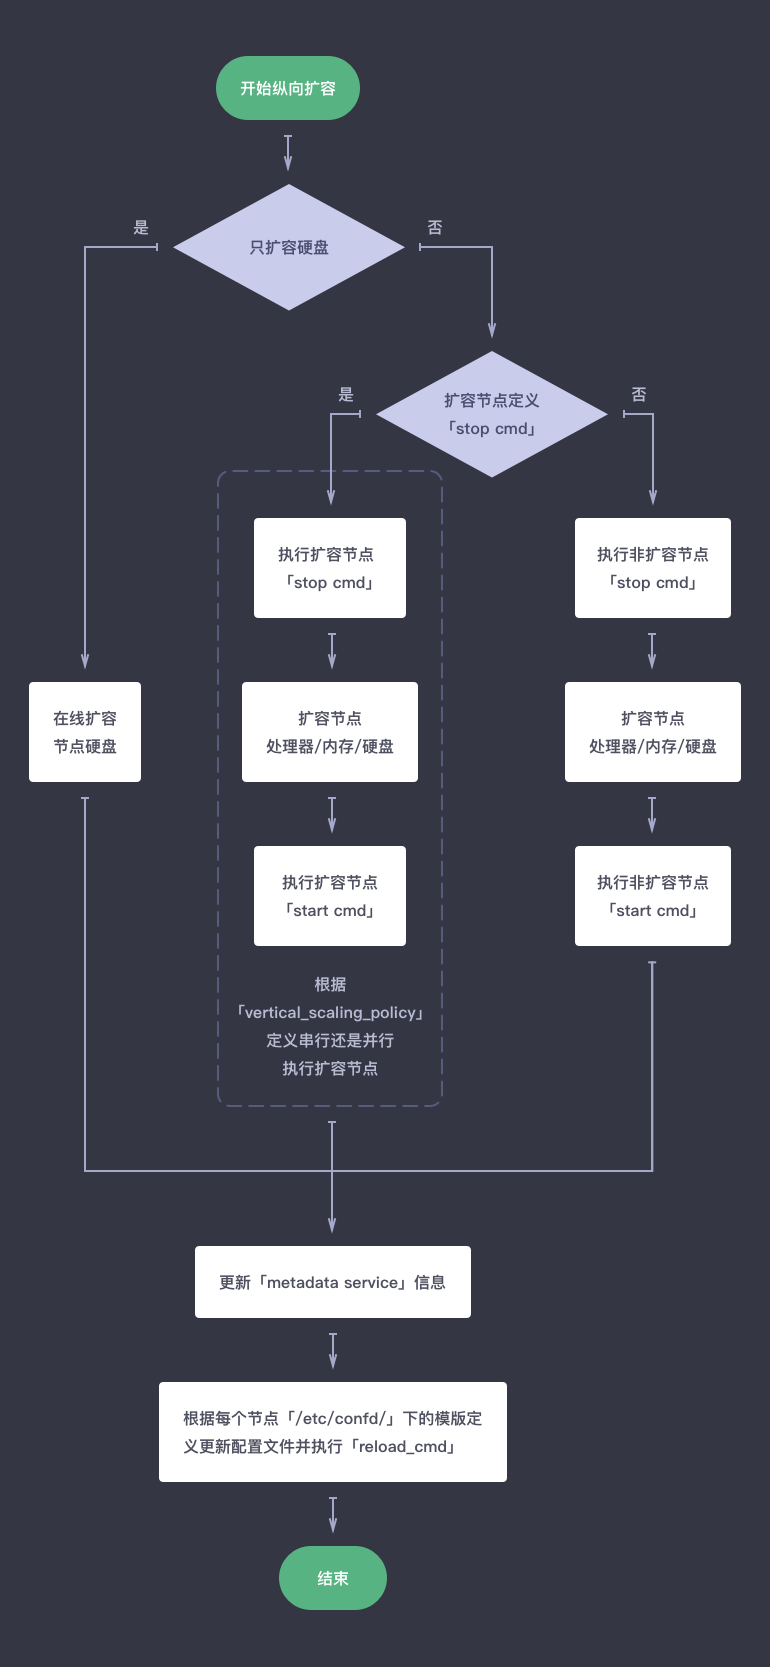 开始纵向扩容
只扩容硬盘
是
否
扩容节点定义
「stop cmd」
是
否
执行扩容节点
「stop cmd」
执行非扩容节点
「stop cmd」
在线扩容
节点硬盘
扩容节点
处理器/内存/硬盘
扩容节点
处理器/内存/硬盘
执行扩容节点
「start cmd」
执行非扩容节点
「start cmd」
根据
「vertical_scaling_policy」
定义串行还是并行
执行扩容节点
更新「metadata service」信息
根据每个节点「/etc/confd/」下的模版定
义更新配置文件并执行「reload_cmd」
结束